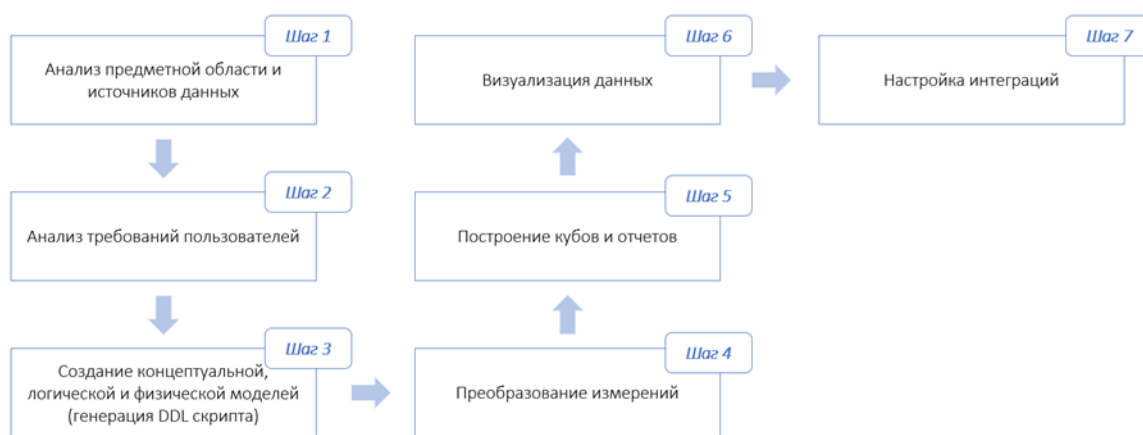 Шаг 1
Анализ предметной области и
источников данных
Шаг 2
Анализ требований пользователей
Шаг 3
Создание концептуальной,
логической и физической моделей
(генерация DDL скрипта)
Шаг 4
Преобразование измерений
Шаг 5
Построение кубов и отчетов
Шаг 6
Визуализация данных
Шаг 7
Настройка интеграций